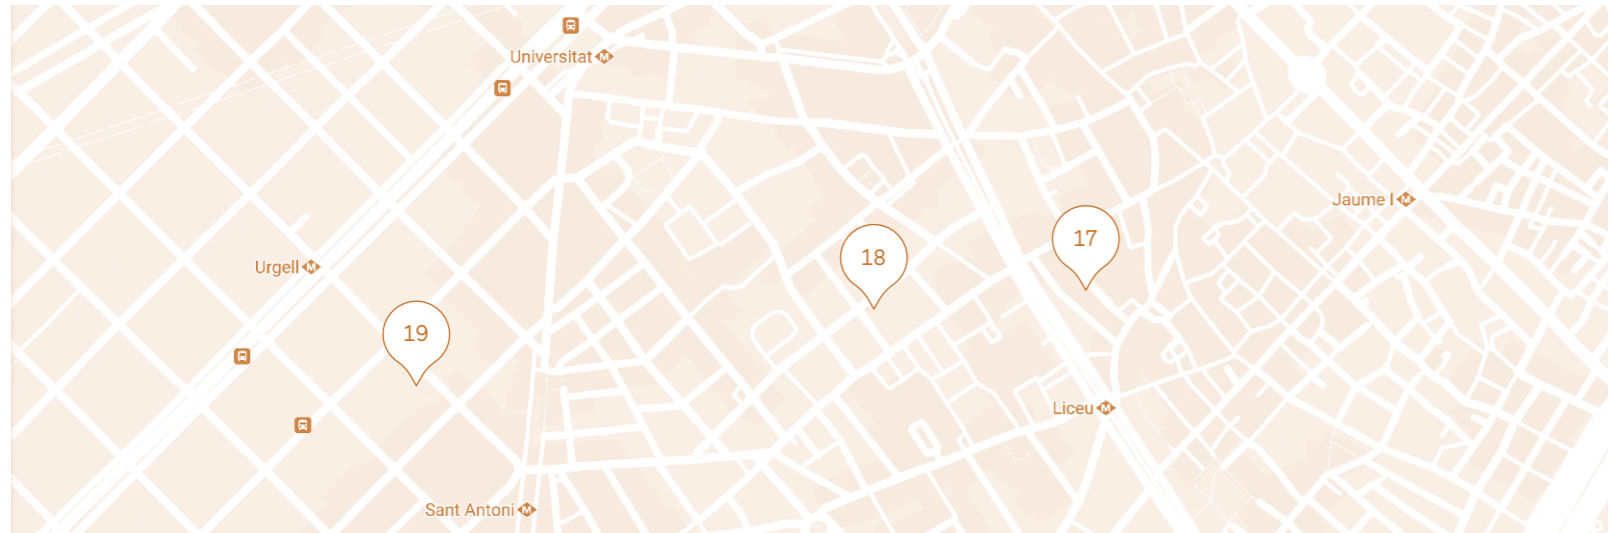 Universitat M
Jaume I M
17
18
Urgell M
19
Liceu M
Sant Antoni M